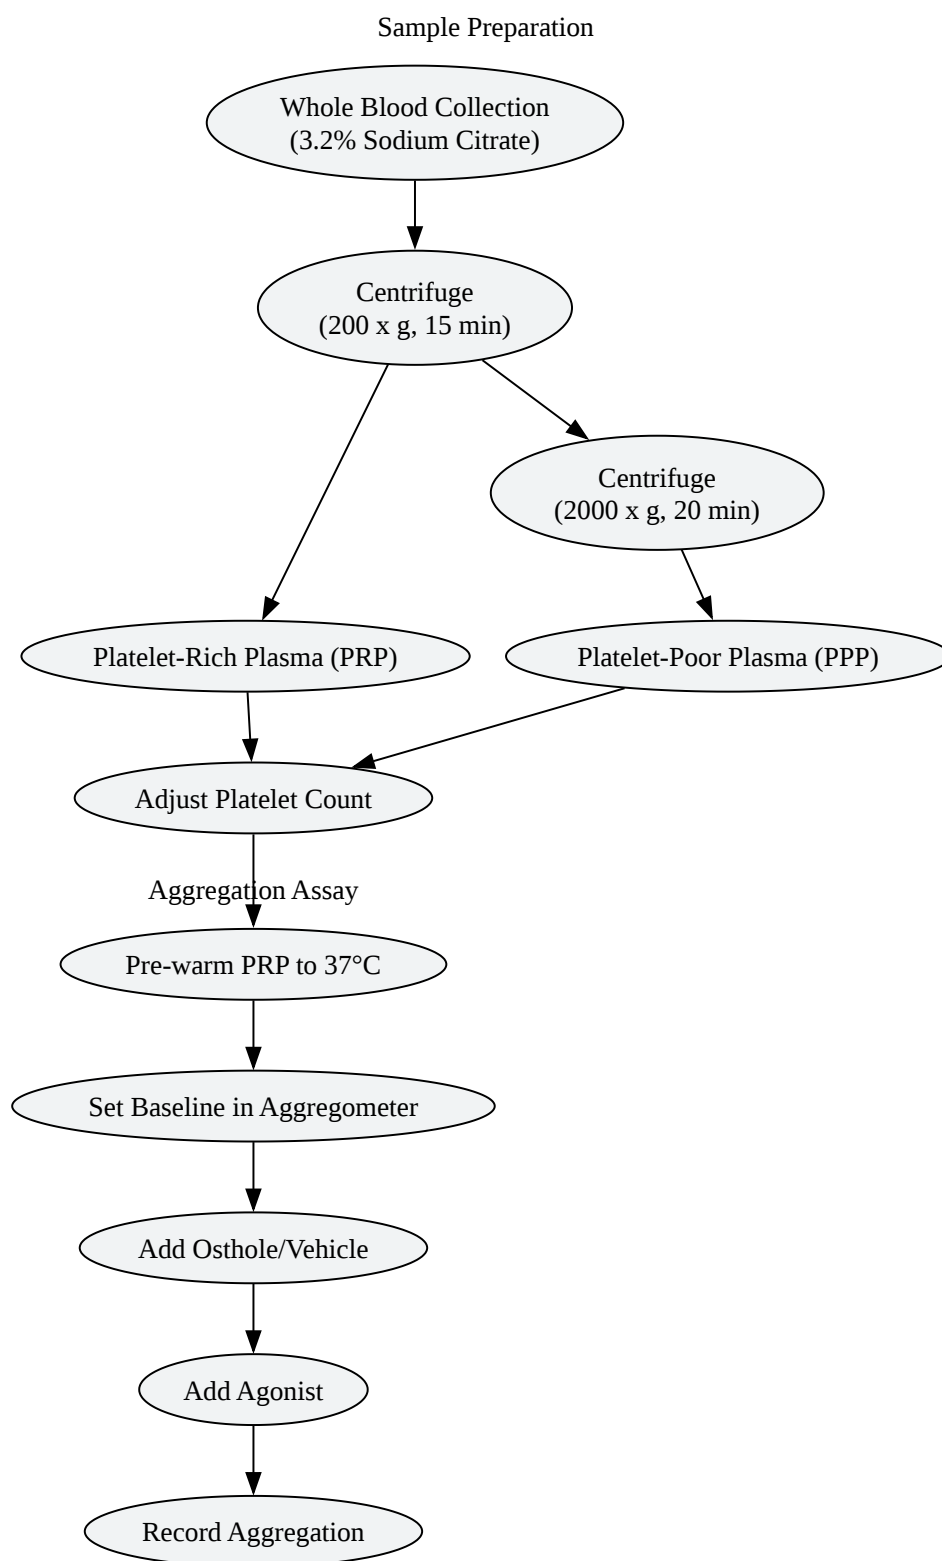 Sample Preparation
Whole Blood Collection
(3.2% Sodium Citrate)
Centrifuge
(200 x g, 15 min)
Centrifuge
(2000 x g, 20 min)
Platelet-Rich Plasma (PRP)
Platelet-Poor Plasma (PPP)
Adjust Platelet Count
Aggregation Assay
Pre-warm PRP to 37°C
Set Baseline in Aggregometer
Add Osthole/Vehicle
Add Agonist
Record Aggregation